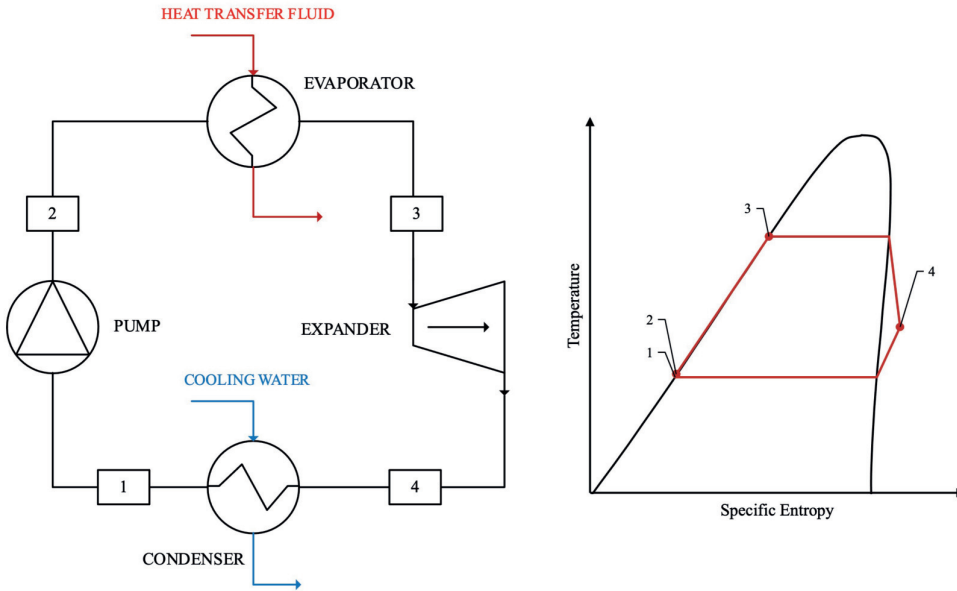 HEAT TRANSFER FLUID
EVAPORATOR
2
3
PUMP
EXPANDER
COOLING WATER
1
4
CONDENSER
Temperature
3
4
2
1
Specific Entropy